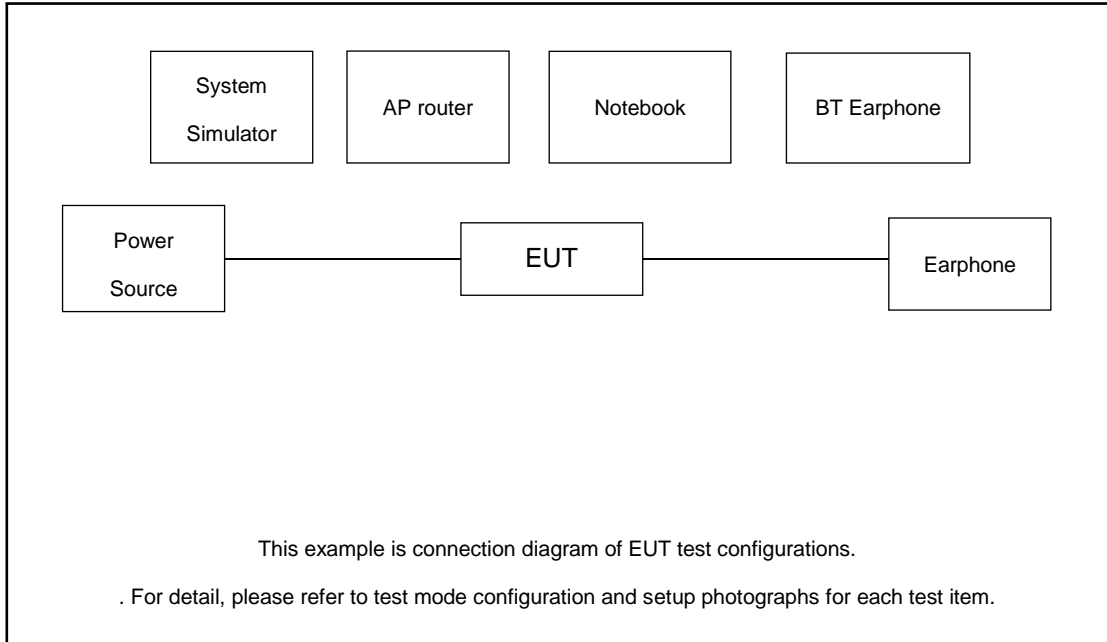 System
Simulator
AP router
Notebook
BT Earphone
Power
Source
EUT
Earphone
This example is connection diagram of EUT test configurations.
. For detail, please refer to test mode configuration and setup photographs for each test item.